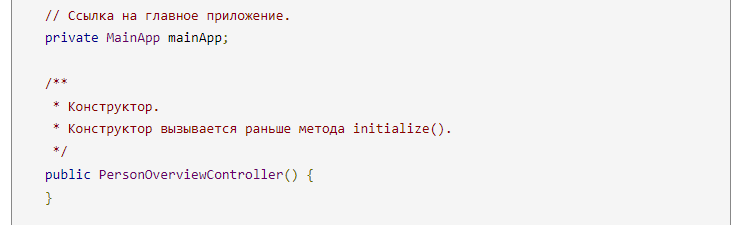 // Ссылка на главное приложение.
private MainApp mainApp;
/**
* Конструктор.
* Конструктор вызывается раньше метода initialize().
*/
public PersonOverviewController() {
}